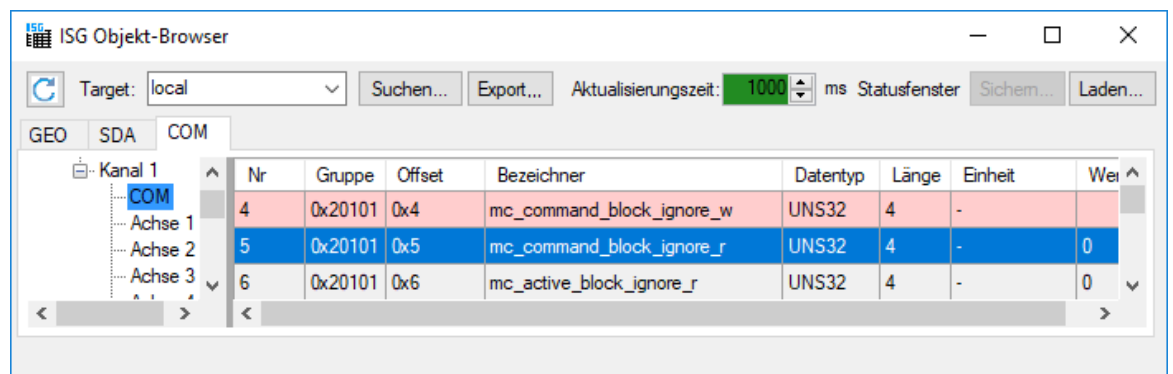 ISG ISG Objekt-Browser
Target: local Suchen... Export,,, Aktualisierungszeit: 1000 ms Statusfenster Sichern... Laden...
GEO SDA COM
Kanal 1
COM
Achse 1
Achse 2
Achse 3
Nr Gruppe Offset Bezeichner Datentyp Länge Einheit
4 0x20101 0x4 mc_command_block_ignore_w UNS32 4 -
5 0x20101 0x5 mc_command_block_ignore_r UNS32 4 - 0
6 0x20101 0x6 mc_active_block_ignore_r UNS32 4 - 0